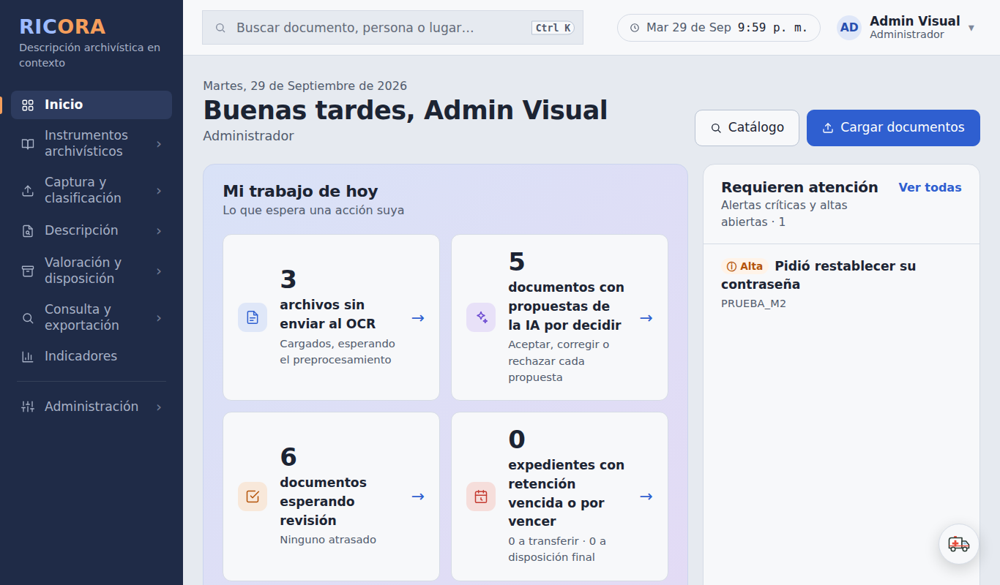 RICORA
Descripción archivística en
contexto
Inicio
Instrumentos
archivísticos
Captura y
clasificación
Descripción
Valoración y
disposición
Consulta y
exportación
Indicadores
Administración
Buscar documento, persona o lugar…
Ctrl K
Mar 29 de Sep 9:59 p. m.
AD
Admin Visual
Administrador
Martes, 29 de Septiembre de 2026
Buenas tardes, Admin Visual
Administrador
Catálogo
Cargar documentos
Mi trabajo de hoy
Lo que espera una acción suya
3
archivos sin
enviar al OCR
Cargados, esperando
el preprocesamiento
5
documentos con
propuestas de
la IA por decidir
Aceptar, corregir o
rechazar cada
propuesta
6
documentos
esperando
revisión
Ninguno atrasado
0
expedientes con
retención
vencida o por
vencer
0 a transferir · 0 a
disposición final
Requieren atención
Ver todas
Alertas críticas y altas
abiertas · 1
Alta Pidió restablecer su
contraseña
PRUEBA_M2